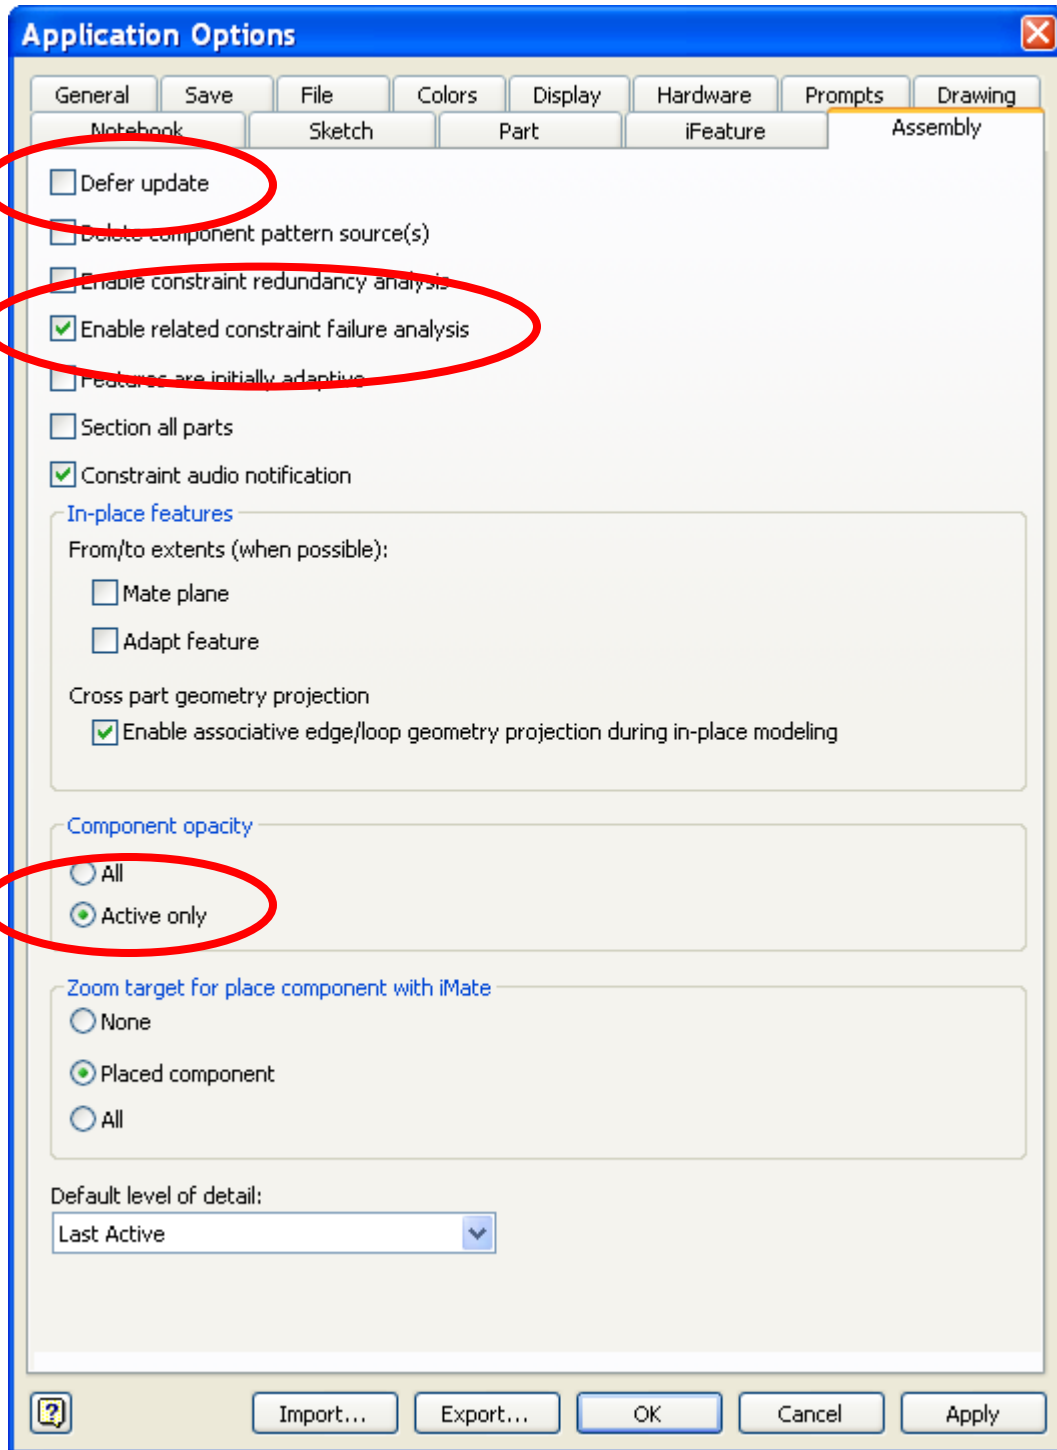 Application Options
General Save File Colors Display Hardware Prompts Drawing
Notebook Sketch Part iFeature Assembly
Defer update
Delete component pattern source(s)
Enable constraint redundancy analysis
Enable related constraint failure analysis
Features are initially adaptive
Section all parts
Constraint audio notification
In-place features
From/to extents (when possible):
Mate plane
Adapt feature
Cross part geometry projection
Enable associative edge/loop geometry projection during in-place modeling
Component opacity
All
Active only
Zoom target for place component with iMate
None
Placed component
All
Default level of detail:
Last Active
? Import... Export... OK Cancel Apply